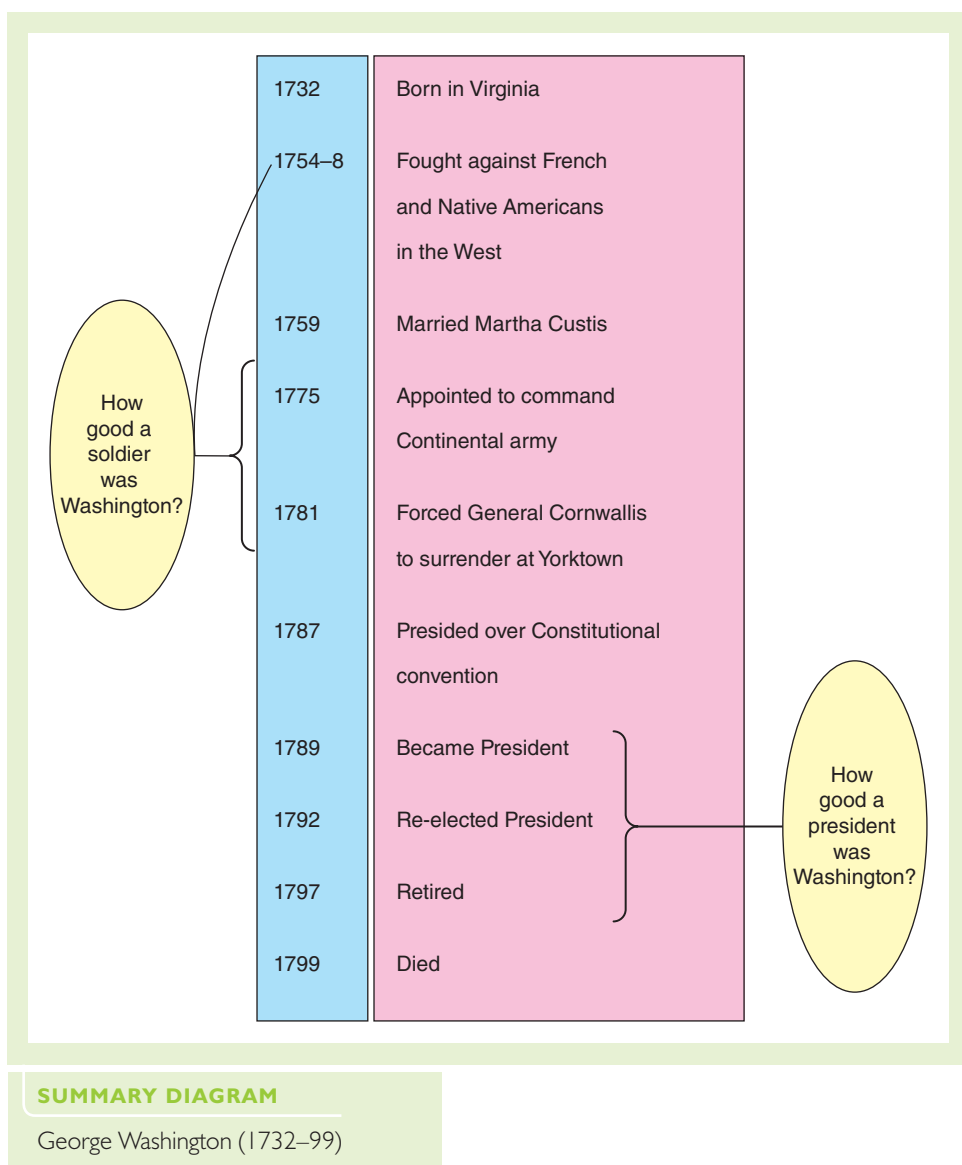 1732 Born in Virginia
1754–8 Fought against French
and Native Americans
in the West
1759 Married Martha Custis
How
good a
soldier
was
Washington?
1775 Appointed to command
Continental army
1781 Forced General Cornwallis
to surrender at Yorktown
1787 Presided over Constitutional
convention
1789 Became President
1792 Re-elected President
1797 Retired
How
good a
president
was
Washington?
1799 Died
SUMMARY DIAGRAM
George Washington (1732–99)